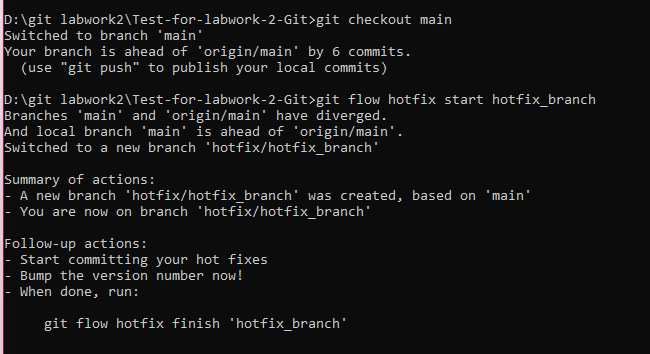 D:\git labwork2\Test-for-labwork-2-Git>git checkout main
Switched to branch 'main'
Your branch is ahead of 'origin/main' by 6 commits.
  (use "git push" to publish your local commits)

D:\git labwork2\Test-for-labwork-2-Git>git flow hotfix start hotfix_branch
Branches 'main' and 'origin/main' have diverged.
And local branch 'main' is ahead of 'origin/main'.
Switched to a new branch 'hotfix/hotfix_branch'

Summary of actions:
- A new branch 'hotfix/hotfix_branch' was created, based on 'main'
- You are now on branch 'hotfix/hotfix_branch'

Follow-up actions:
- Start committing your hot fixes
- Bump the version number now!
- When done, run:

     git flow hotfix finish 'hotfix_branch'